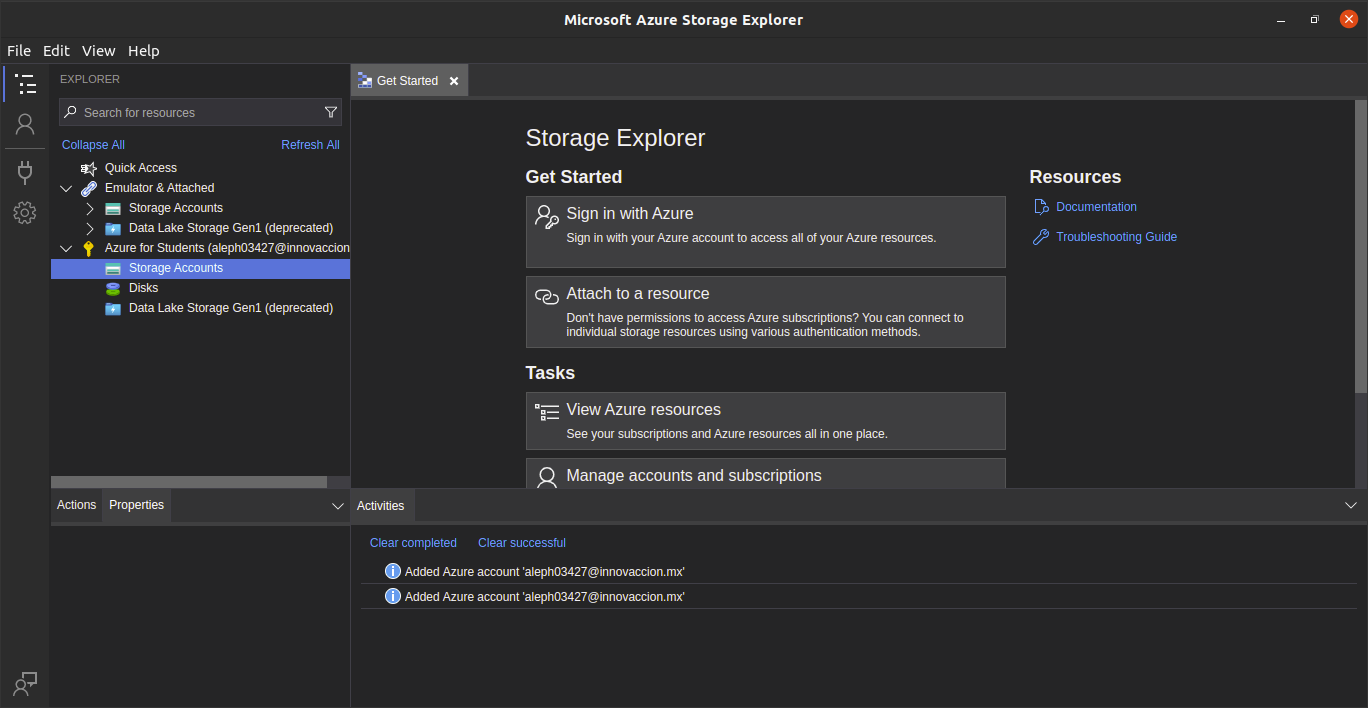 Microsoft Azure Storage Explorer
File Edit View Help
EXPLORER
Search for resources
Collapse All Refresh All
Quick Access
Emulator & Attached
Storage Accounts
Data Lake Storage Gen1 (deprecated)
Azure for Students (aleph03427@innovaccion
Storage Accounts
Disks
Data Lake Storage Gen1 (deprecated)
Actions Properties
Get Started
Storage Explorer
Get Started
Sign in with Azure
Sign in with your Azure account to access all of your Azure resources.
Attach to a resource
Don't have permissions to access Azure subscriptions? You can connect to
individual storage resources using various authentication methods.
Tasks
View Azure resources
See your subscriptions and Azure resources all in one place.
Manage accounts and subscriptions
Resources
Documentation
Troubleshooting Guide
Activities
Clear completed Clear successful
Added Azure account 'aleph03427@innovaccion.mx'
Added Azure account 'aleph03427@innovaccion.mx'